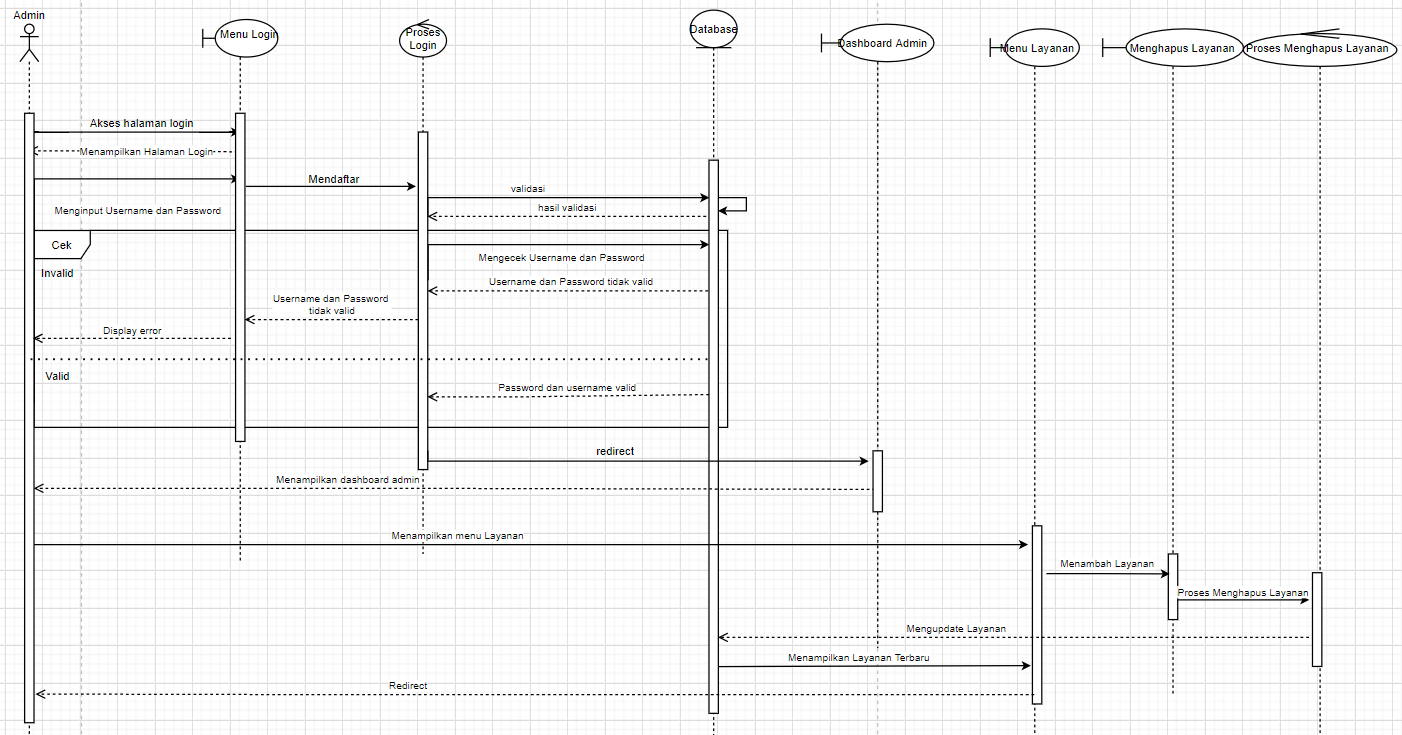 Admin
Menu Login
Proses
Login
Database
Dashboard Admin
Menu Layanan
Menghapus Layanan
Proses Menghapus Layanan
Akses halaman login
Menampilkan Halaman Login
Mendaftar
validasi
hasil validasi
Menginput Username dan Password
Cek
Mengecek Username dan Password
Invalid
Username dan Password tidak valid
Username dan Password
tidak valid
Display error
Valid
Password dan username valid
redirect
Menampilkan dashboard admin
Menampilkan menu Layanan
Menambah Layanan
Proses Menghapus Layanan
Mengupdate Layanan
Menampilkan Layanan Terbaru
Redirect